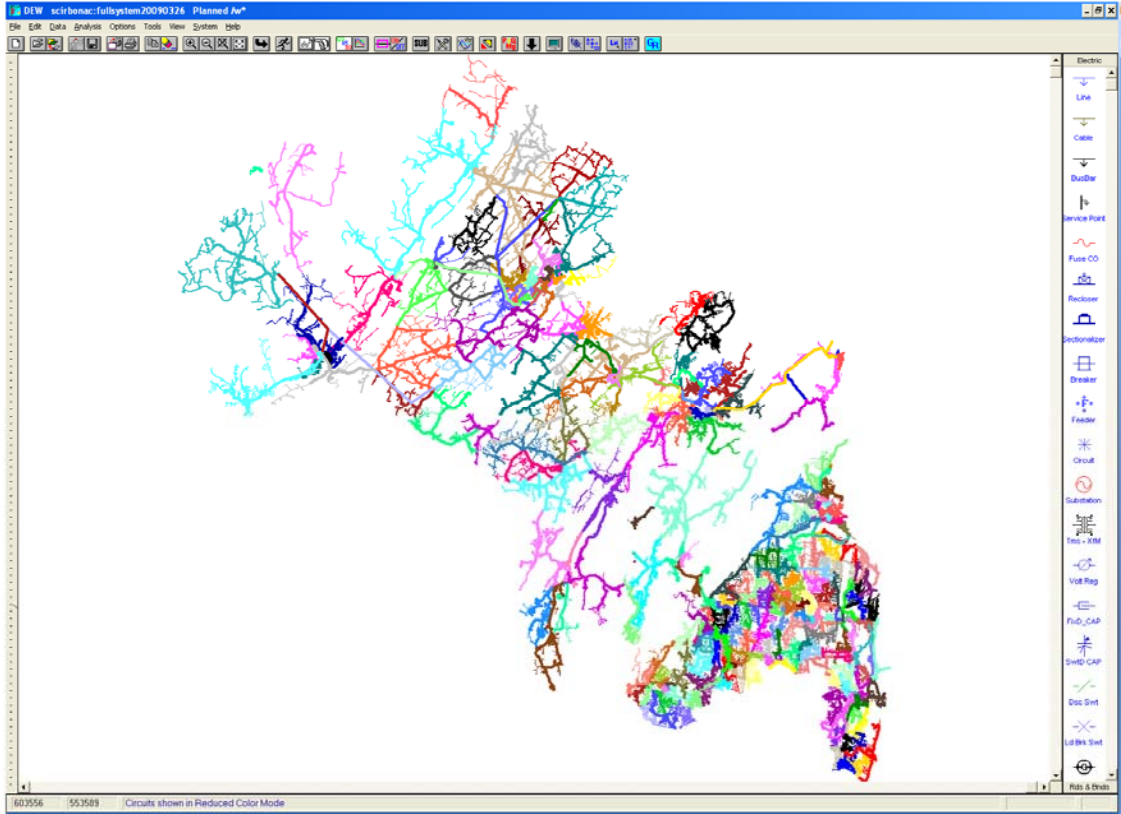 DEW scirbonac:fullsystem20090326 Planned /w*
File Edit Data Analysis Options Tools View System Help
SUB
Electric
Line
Cable
BusBar
Service Point
Fuse CO
Recloser
Sectionalizer
Breaker
Feeder
Circuit
Substation
Tms - XfM
Volt Reg
FixD_CAP
SwtD CAP
Dsc Swt
Ld Brk Swt
Rds & Bnds
603556 553589 Circuits shown in Reduced Color Mode